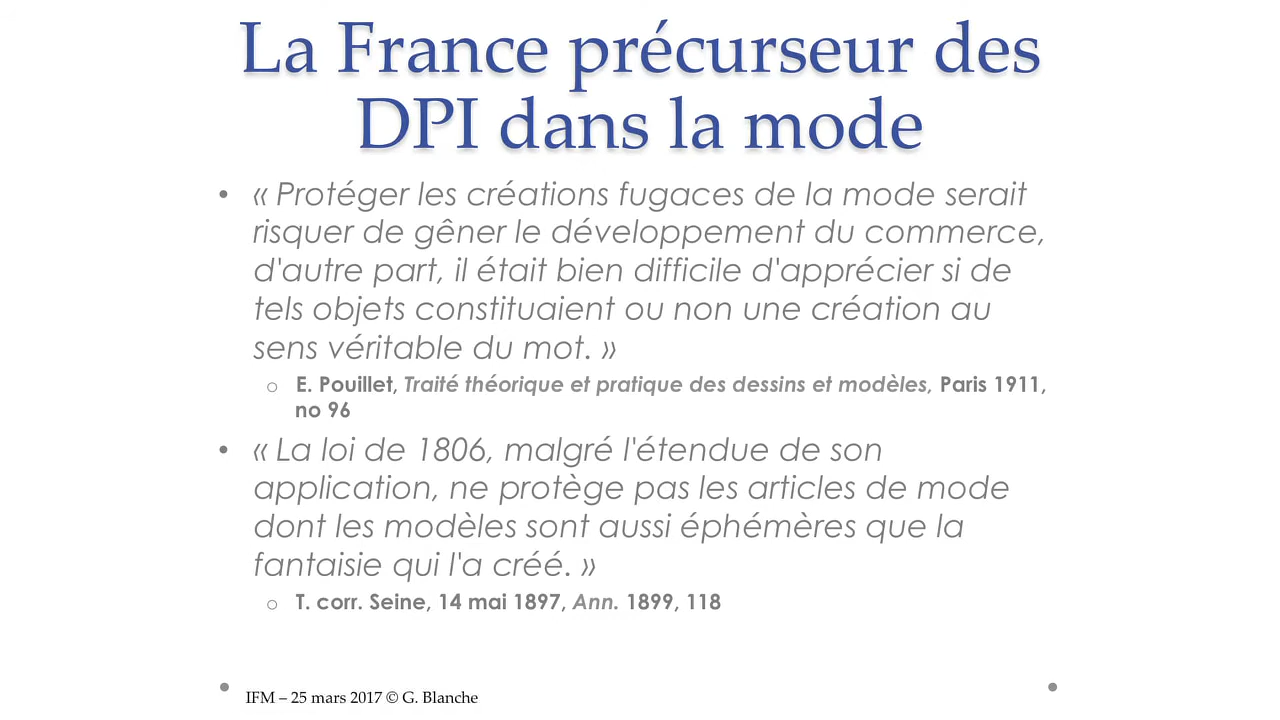 La France précurseur des
DPI dans la mode
• « Protéger les créations fugaces de la mode serait
risquer de gêner le développement du commerce,
d'autre part, il était bien difficile d'apprécier si de
tels objets constituaient ou non une création au
sens véritable du mot. »
o E. Pouillet, Traité théorique et pratique des dessins et modèles, Paris 1911,
no 96
• « La loi de 1806, malgré l'étendue de son
application, ne protège pas les articles de mode
dont les modèles sont aussi éphémères que la
fantaisie qui l'a créé. »
o T. corr. Seine, 14 mai 1897, Ann. 1899, 118
IFM – 25 mars 2017 © G. Blanche